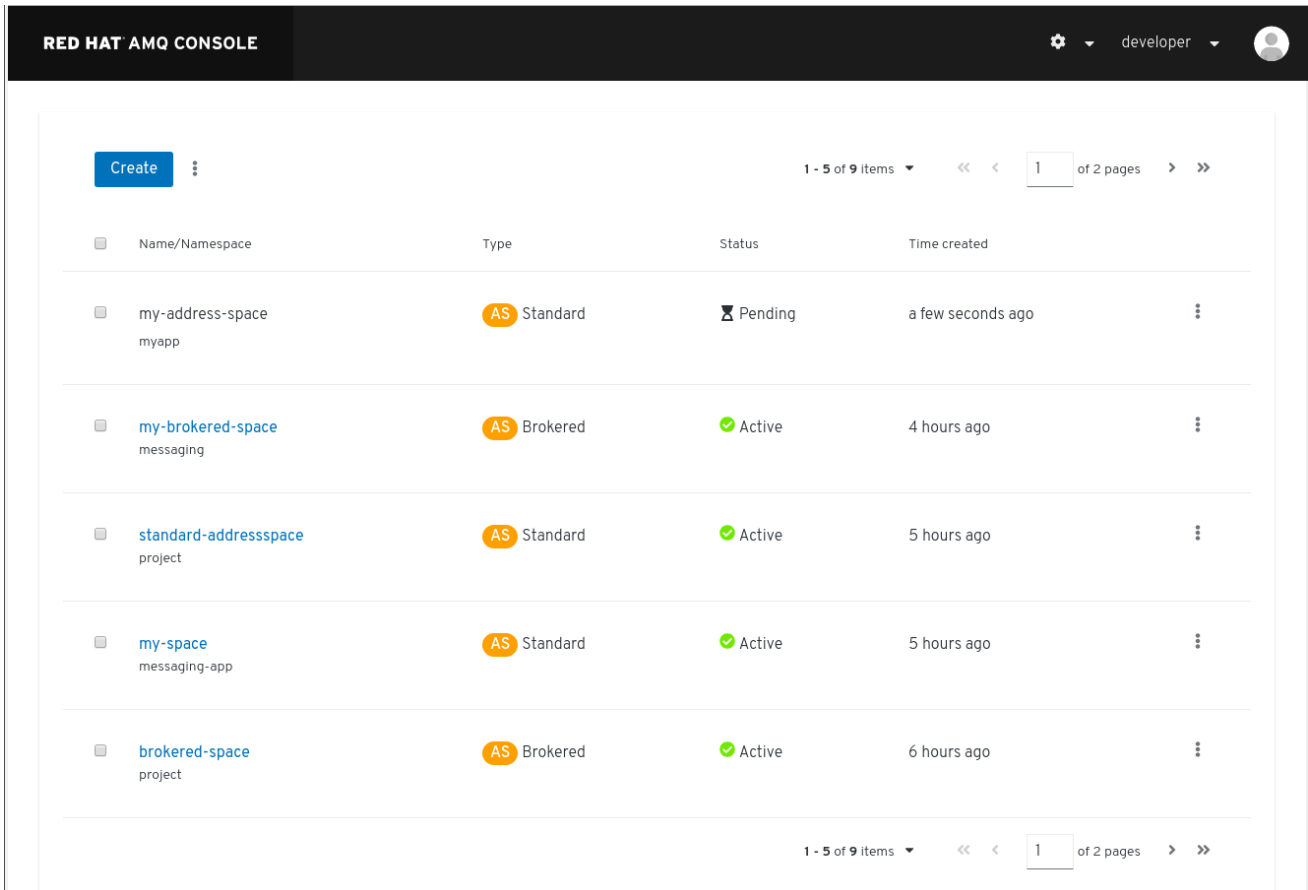 RED HAT® AMQ CONSOLE developer
Create 1 - 5 of 9 items 1 of 2 pages
Name/Namespace Type Status Time created
my-address-space AS Standard Pending a few seconds ago
myapp
my-brokered-space AS Brokered Active 4 hours ago
messaging
standard-addressspace AS Standard Active 5 hours ago
project
my-space AS Standard Active 5 hours ago
messaging-app
brokered-space AS Brokered Active 6 hours ago
project
1 - 5 of 9 items 1 of 2 pages